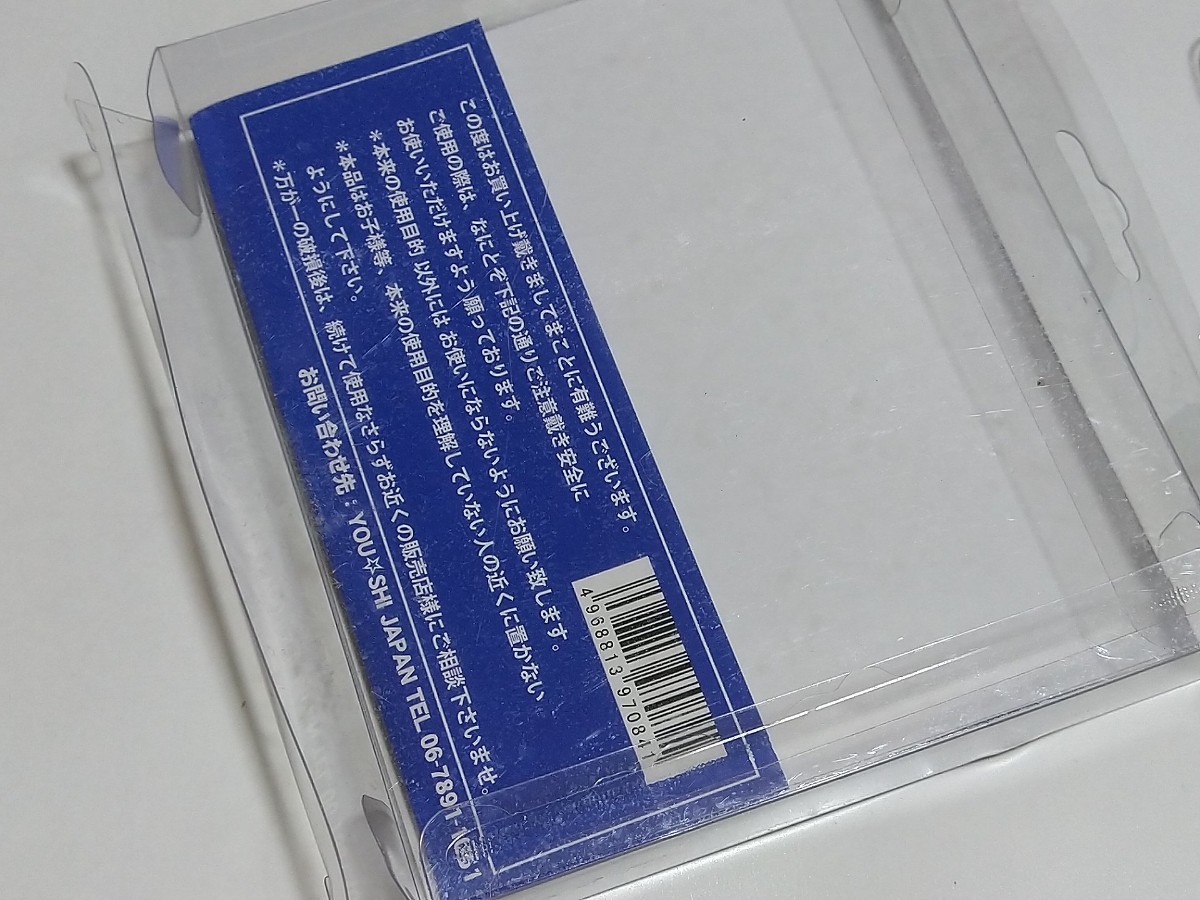 この度はお買い上げ戴きましてまことに有難うございます。
ご使用の際は、なにとぞ下記の通りご注意戴き安全に
お使いいただけますよう願っております。
＊本来の使用目的 以外には お使いにならないようにお願い致します。
＊本品はお子様等、本来の使用目的を理解していない人の近くに置かない
ようにして下さい。
＊万が一の破損後は、続けて使用なさらずお近くの販売店様にご相談下さいませ。
お問い合わせ先：YOU☆SHI JAPAN TEL 06-7891-
4968813970841